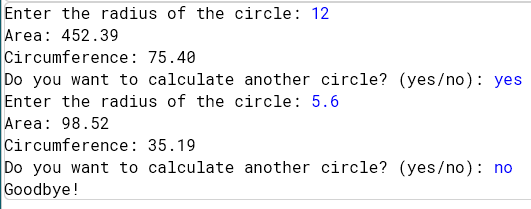 Enter the radius of the circle: 12
Area: 452.39
Circumference: 75.40
Do you want to calculate another circle? (yes/no): yes
Enter the radius of the circle: 5.6
Area: 98.52
Circumference: 35.19
Do you want to calculate another circle? (yes/no): no
Goodbye!